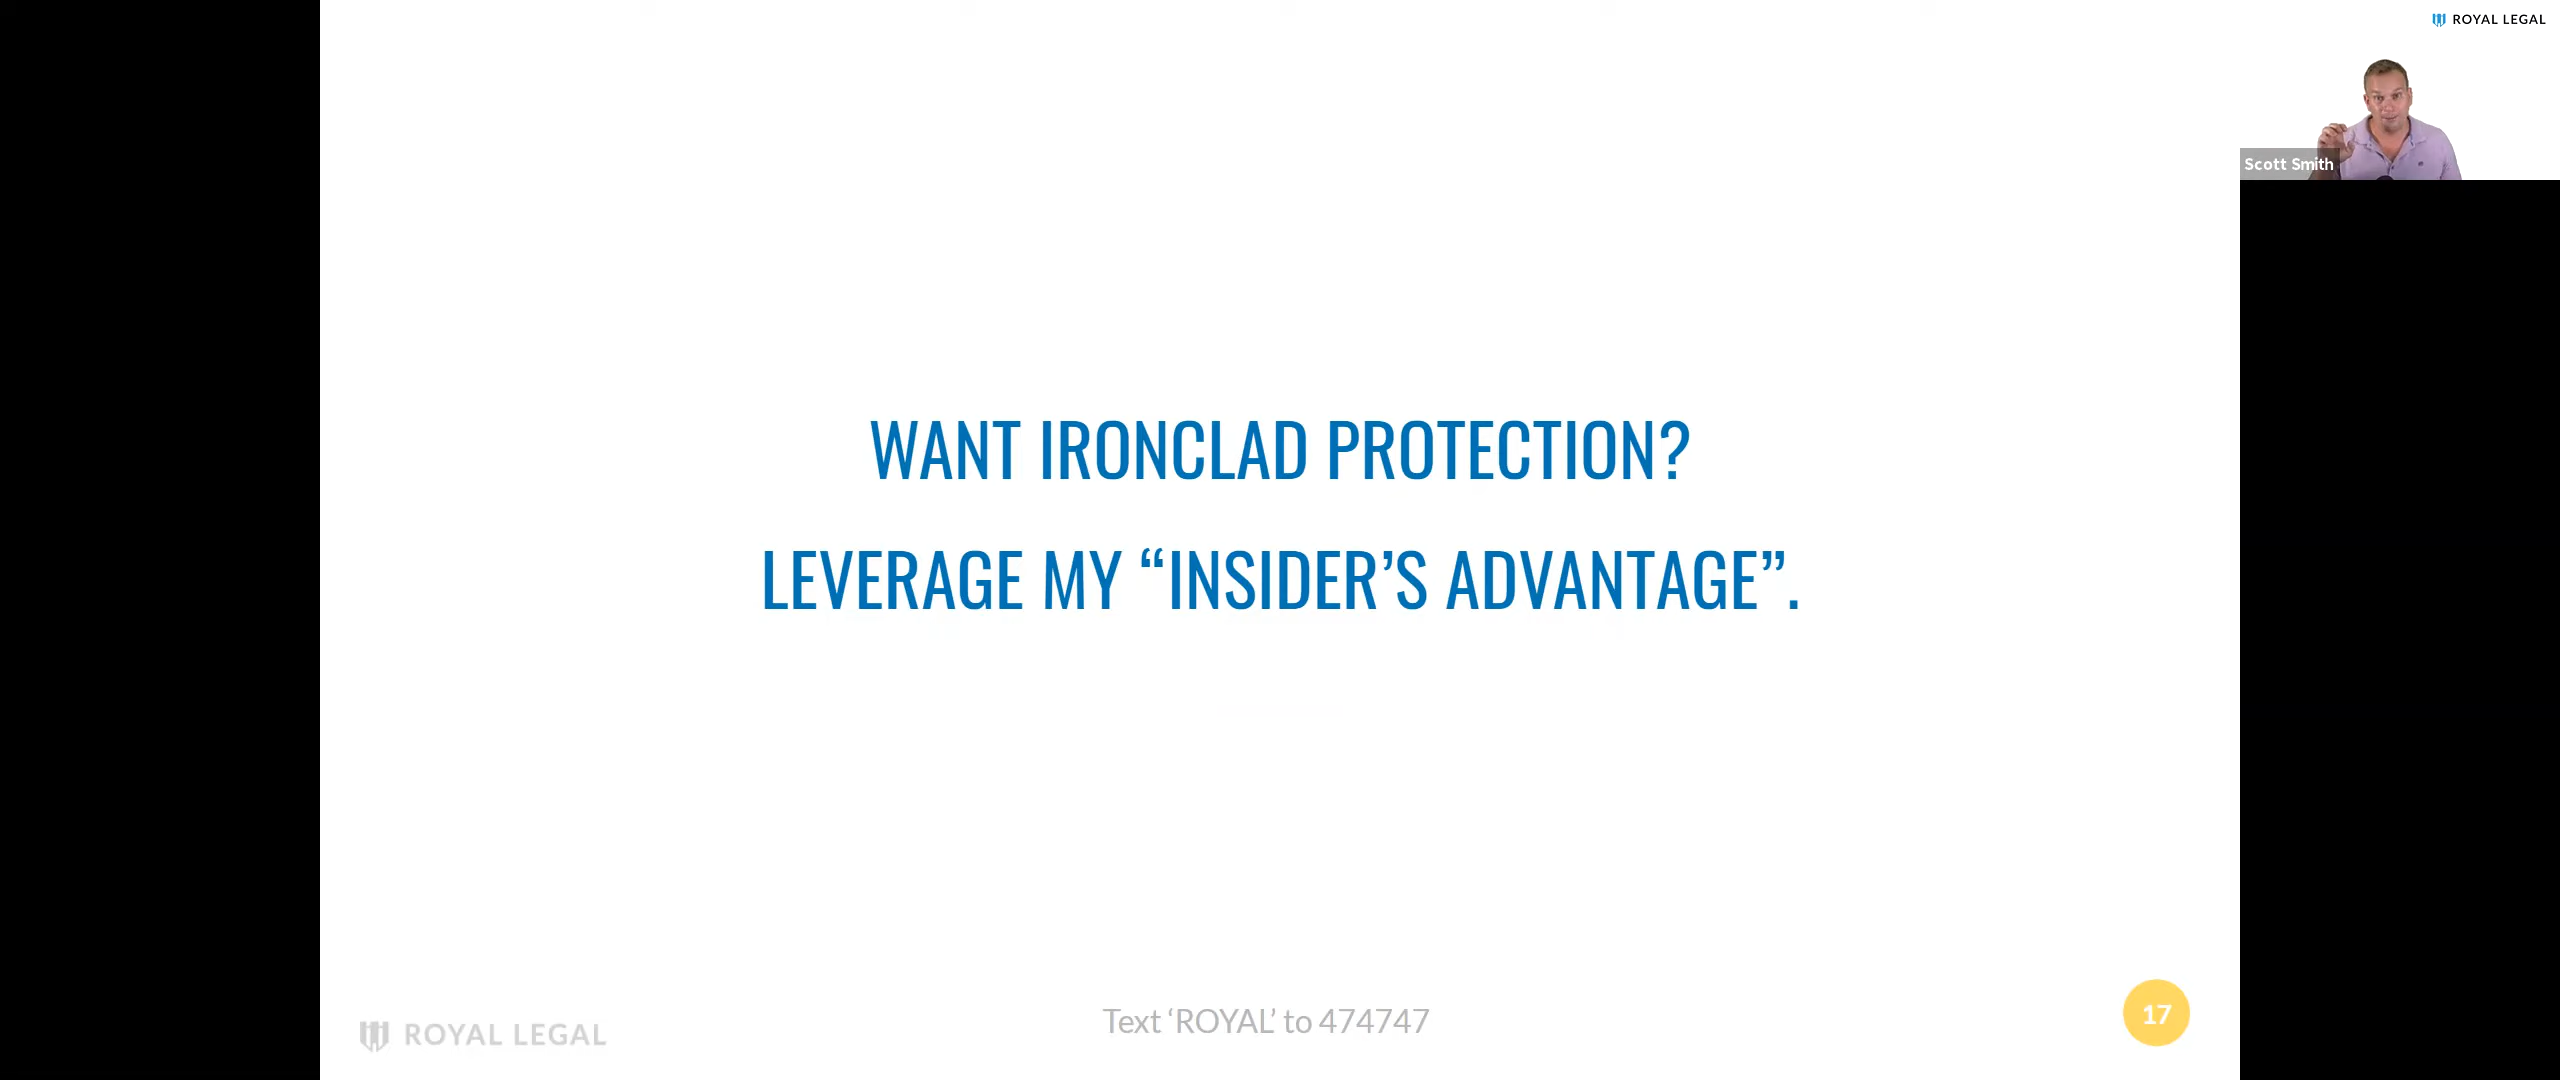 ROYAL LEGAL
Scott Smith
WANT IRONCLAD PROTECTION?
LEVERAGE MY “INSIDER’S ADVANTAGE”.
Text ‘ROYAL’ to 474747
ROYAL LEGAL
17